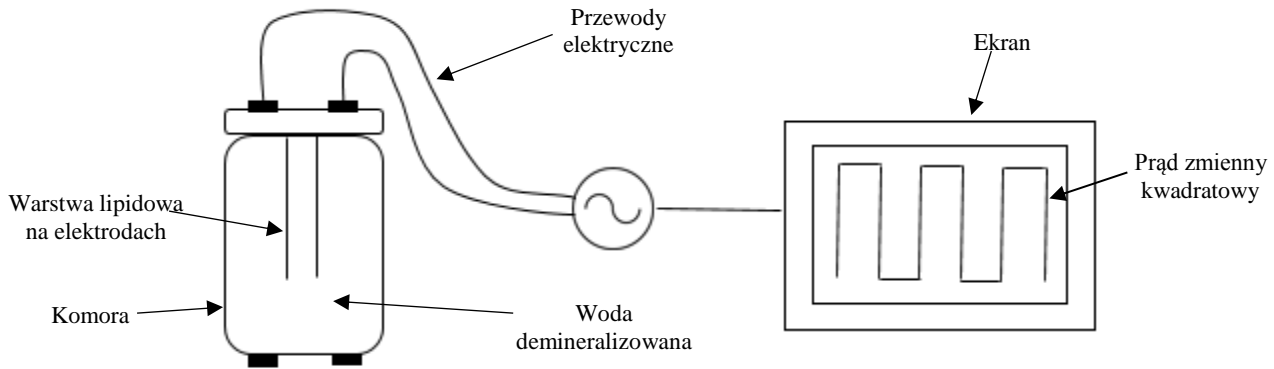 Przewody
elektryczne
Ekran
Prąd zmienny
kwadratowy
Warstwa lipidowa
na elektrodach
Komora
Woda
demineralizowana